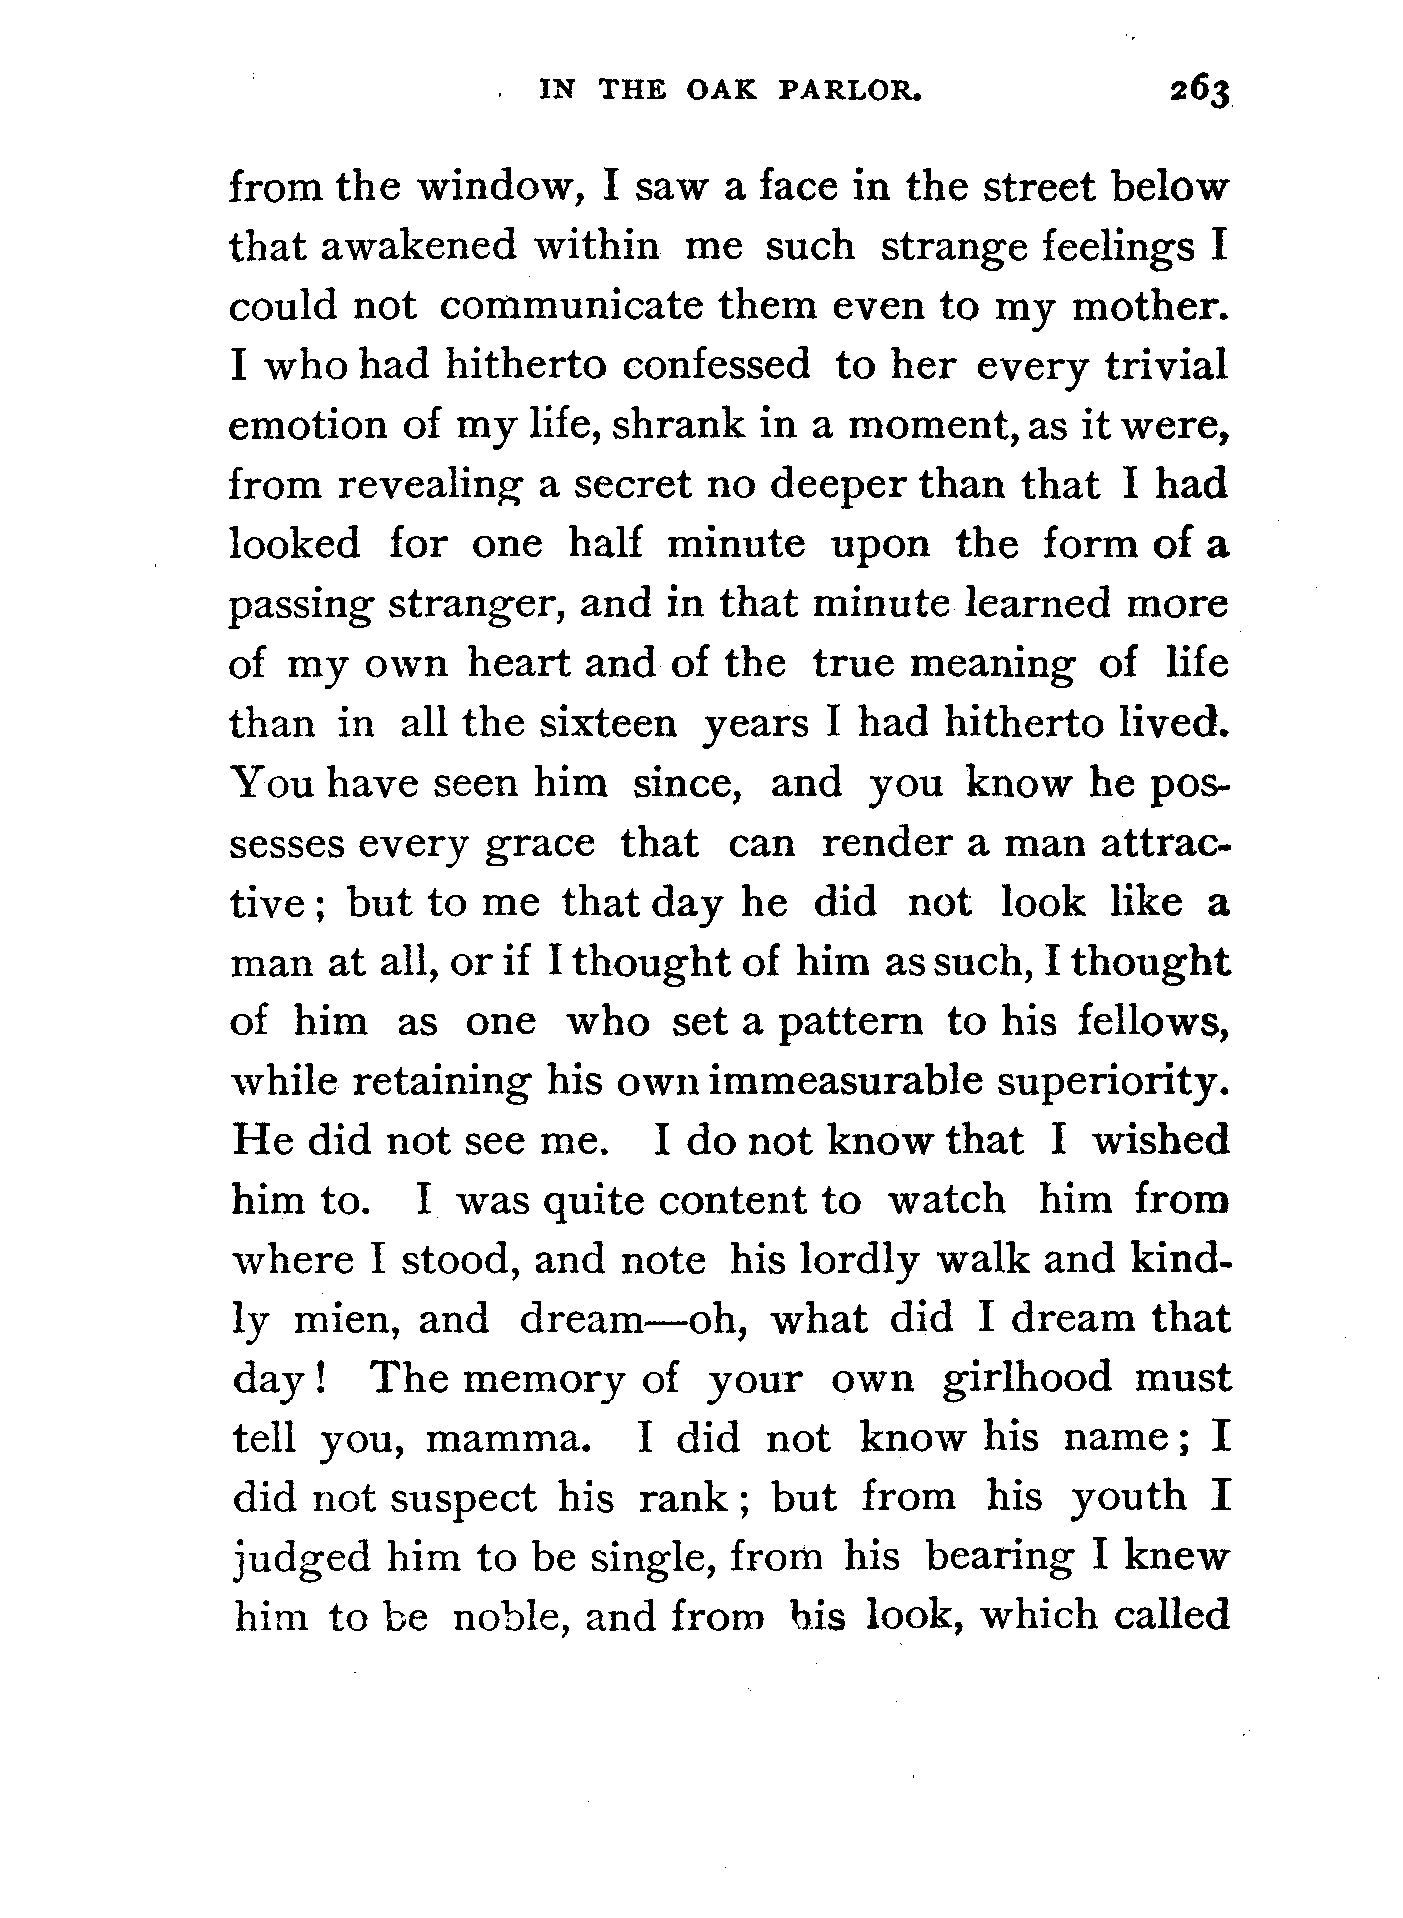 IN THE OAK PARLOR. 263
from the window, I saw a face in the street below
that awakened within me such strange feelings I
could not communicate them even to my mother.
I who had hitherto confessed to her every trivial
emotion of my life, shrank in a moment, as it were,
from revealing a secret no deeper than that I had
looked for one half minute upon the form of a
passing stranger, and in that minute learned more
of my own heart and of the true meaning of life
than in all the sixteen years I had hitherto lived.
You have seen him since, and you know he pos-
sesses every grace that can render a man attrac-
tive; but to me that day he did not look like a
man at all, or if I thought of him as such, I thought
of him as one who set a pattern to his fellows,
while retaining his own immeasurable superiority.
He did not see me. I do not know that I wished
him to. I was quite content to watch him from
where I stood, and note his lordly walk and kind-
ly mien, and dream—oh, what did I dream that
day! The memory of your own girlhood must
tell you, mamma. I did not know his name; I
did not suspect his rank; but from his youth I
judged him to be single, from his bearing I knew
him to be noble, and from his look, which called